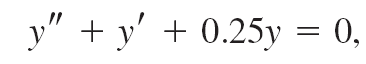 y″ + y′ + 0.25y = 0,